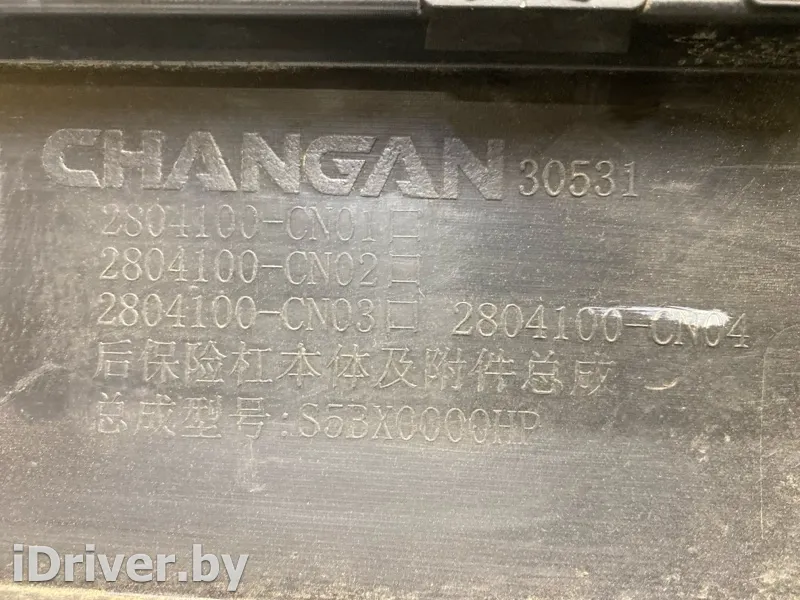 CHANGAN 30531
2804100-CN01□
2804100-CN02□
2804100-CN03□ 2804100-CN04
后保险杠本体及附件总成
总成型号:S5BX0000HP
iDriver.by